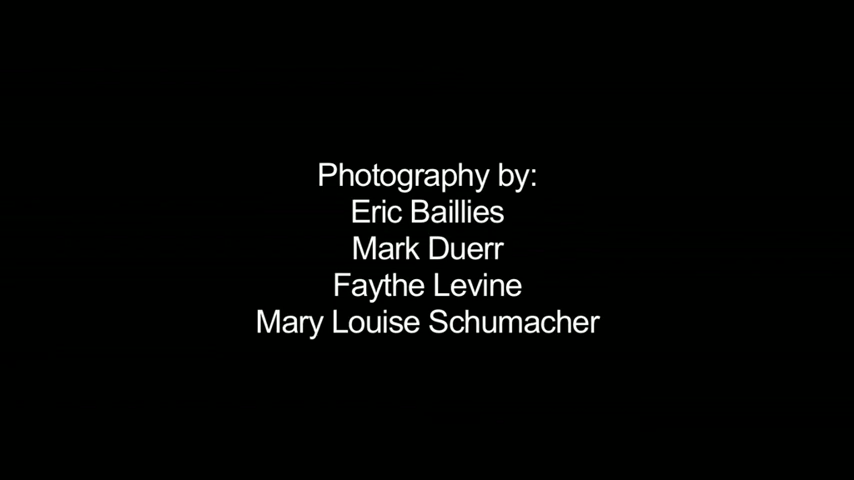 Photography by:
Eric Baillies
Mark Duerr
Faythe Levine
Mary Louise Schumacher